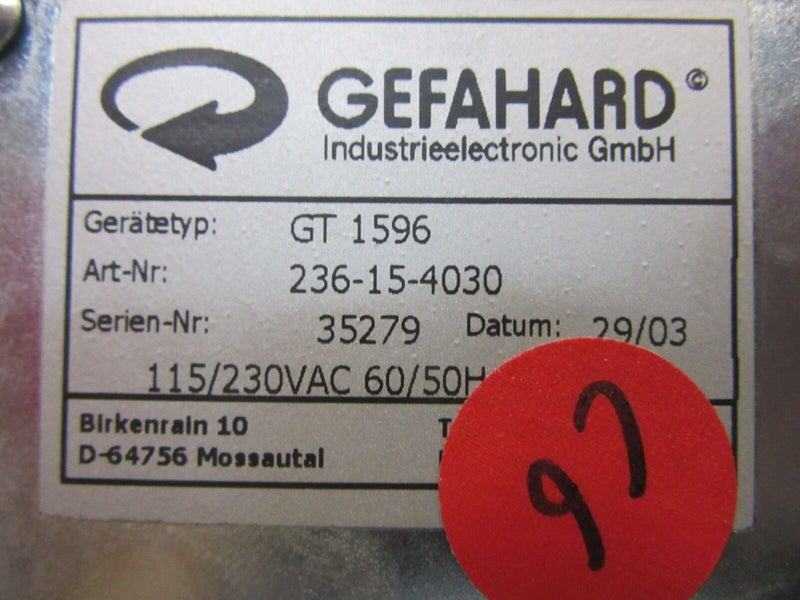 GEFAHARD©
Industrieelectronic GmbH
Gerätetyp: GT 1596
Art-Nr: 236-15-4030
Serien-Nr: 35279 Datum: 29/03
115/230VAC 60/50H
Birkenrain 10
D-64756 Mossautal
97